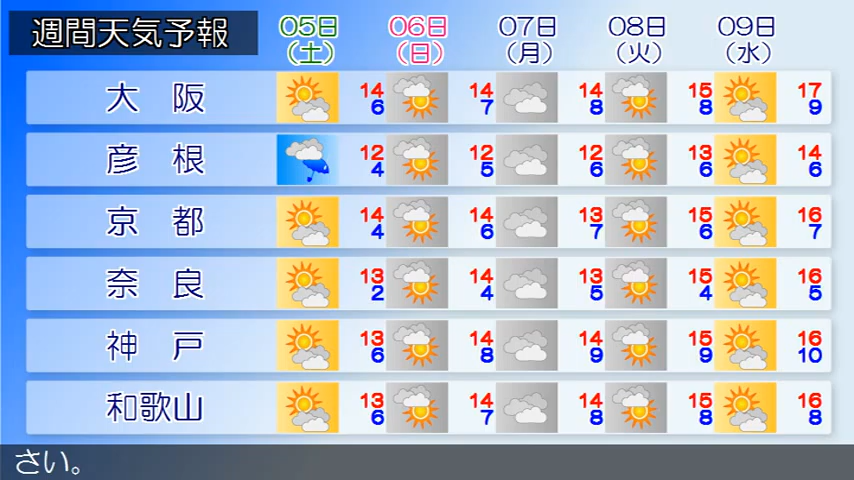 週間天気予報
05日 06日 07日 08日 09日
(土) (日) (月) (火) (水)
大 阪 14 6 14 7 14 8 15 8 17 9
彦 根 12 4 12 5 12 6 13 6 14 6
京 都 14 4 14 6 13 7 15 6 16 7
奈 良 13 2 14 4 13 5 15 4 16 5
神 戸 13 6 14 8 14 9 15 9 16 10
和歌山 13 6 14 7 14 8 15 8 16 8
さい。